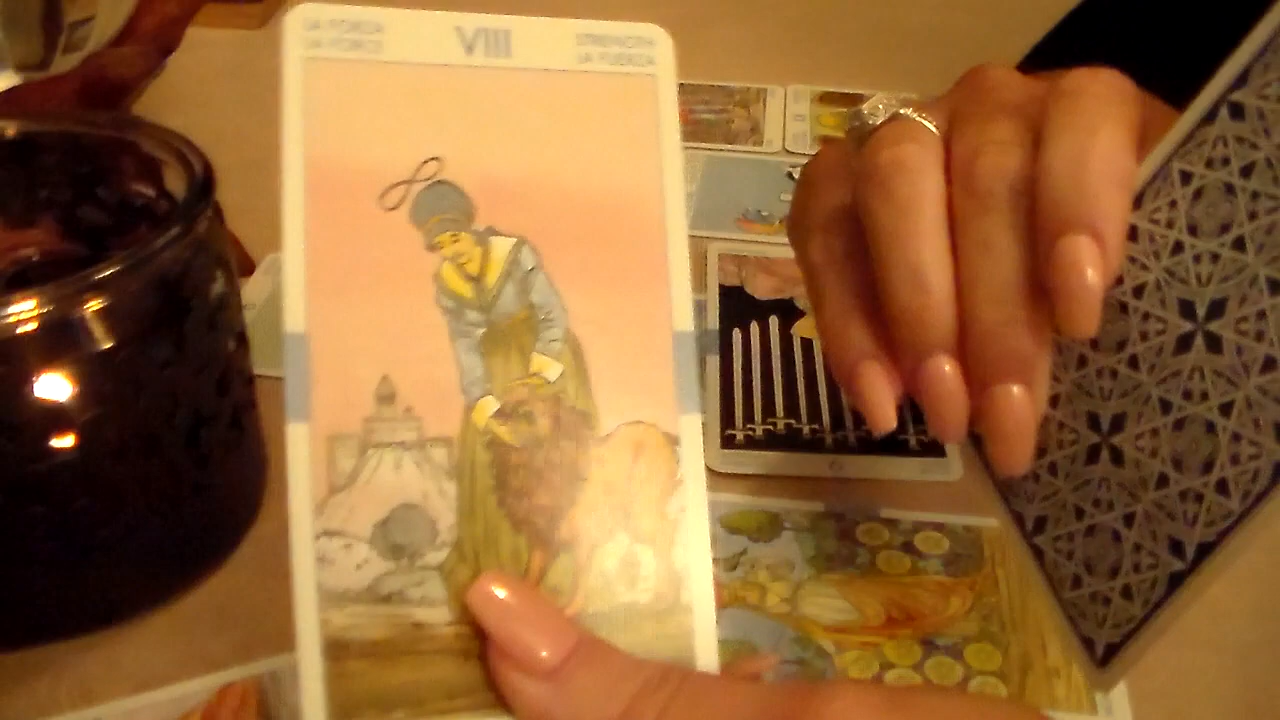 LA FORZA
LA FORCE
VIII
STRENGTH
LA FUERZA